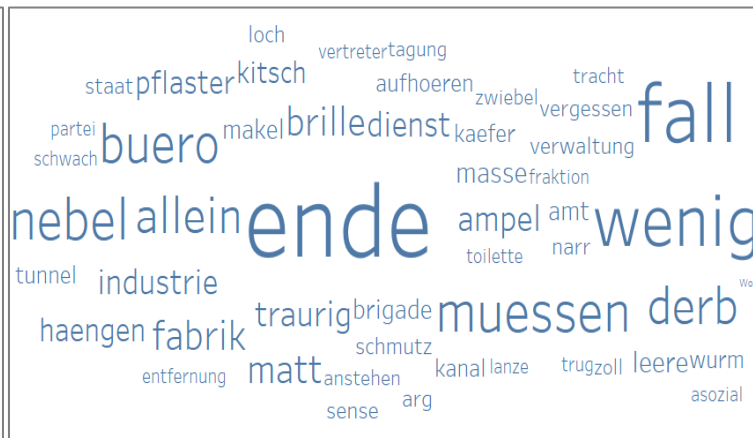 loch
vertretertagung
staat pflaster kitsch
aufhoeren
tracht
zwiebel
vergessen
fall
partei
makel brille dienst kaefer
schwach buero
verwaltung
masse fraktion
nebel allein ende
ampel amt wenig
toilette narr
tunnel industrie
Wo
haengen fabrik traurig brigade muessen derb
schmutz
entfernung matt anstehen
kanal lanze trug zoll leere wurm
sense arg
asozial